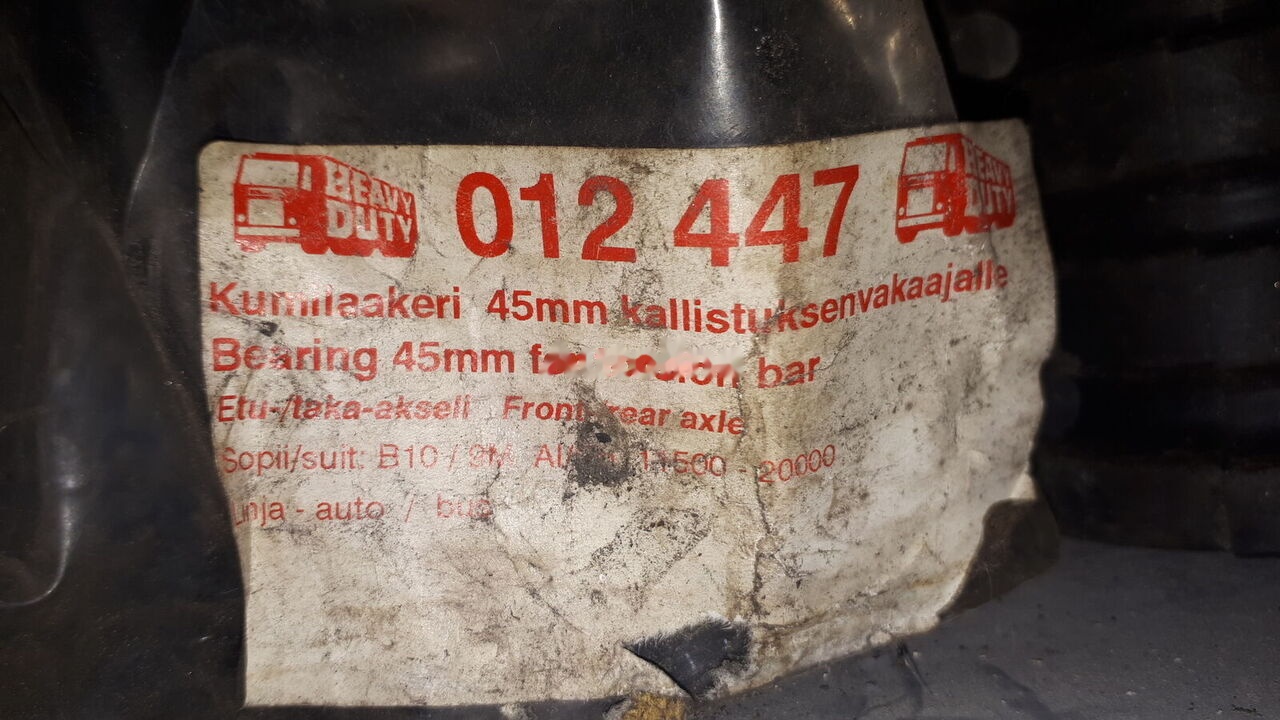 HEAVY DUTY 012 447 HEAVY DUTY
Kumilaakeri 45mm kallistuksenvakaajalle
Bearing 45mm bar
Etu-/taka-akseli Front-/rear axle
Sopii/suit: B10 / 9M 20000
Linja - auto / bus